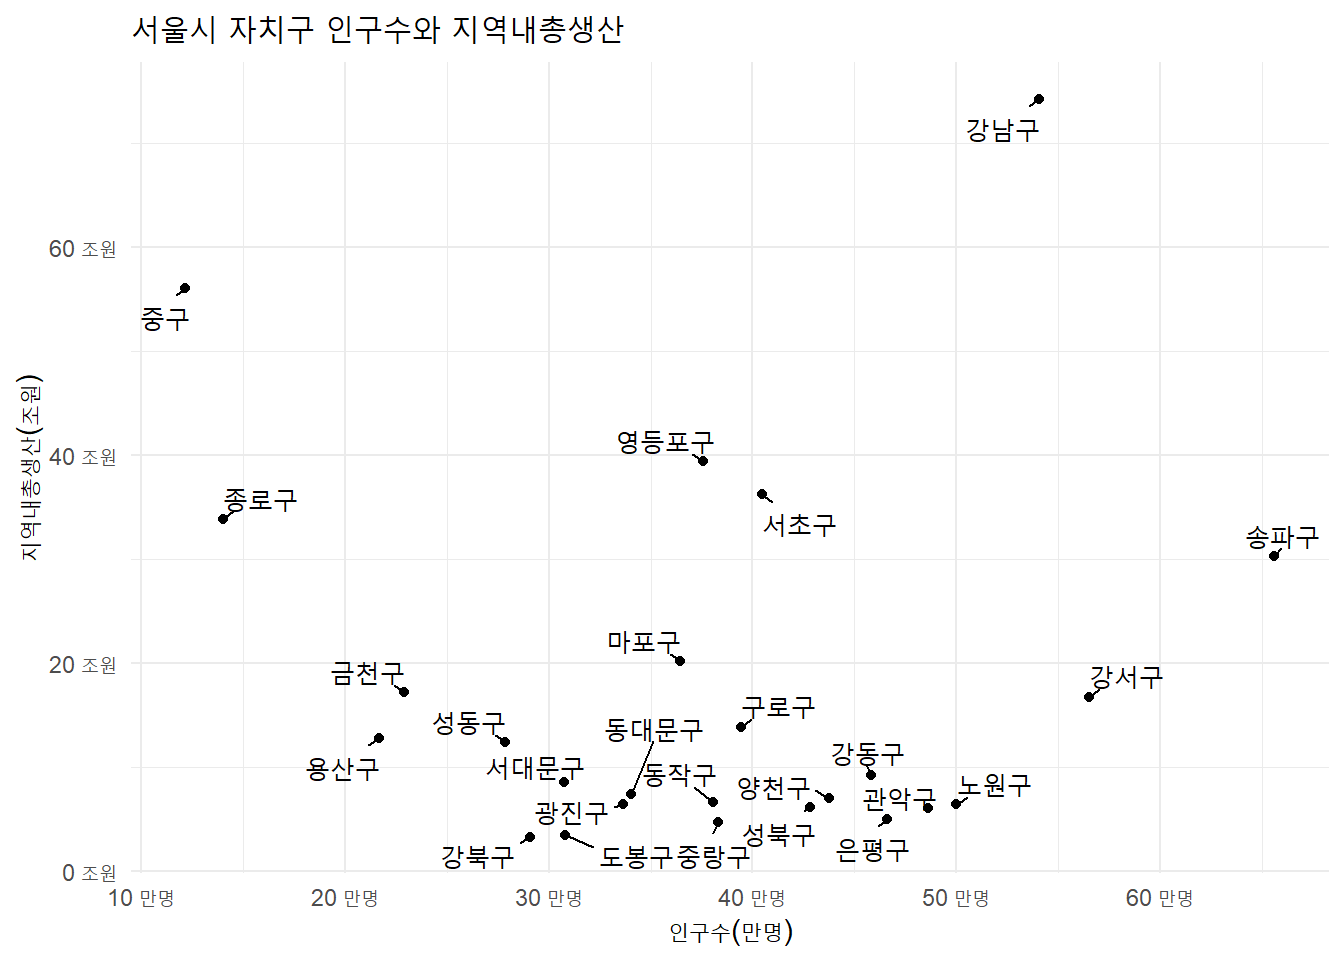 서울시 자치구 인구수와 지역내총생산
강남구
60 조원
중구
지역내총생산(조원)
영등포구
40 조원
종로구
서초구
송파구
마포구
20 조원
금천구
강서구
구로구
성동구
동대문구
강동구
용산구
서대문구
동작구
양천구
노원구
관악구
광진구
성북구
은평구
강북구
도봉구
중랑구
0 조원
10 만명 20 만명 30 만명 40 만명 50 만명 60 만명
인구수(만명)